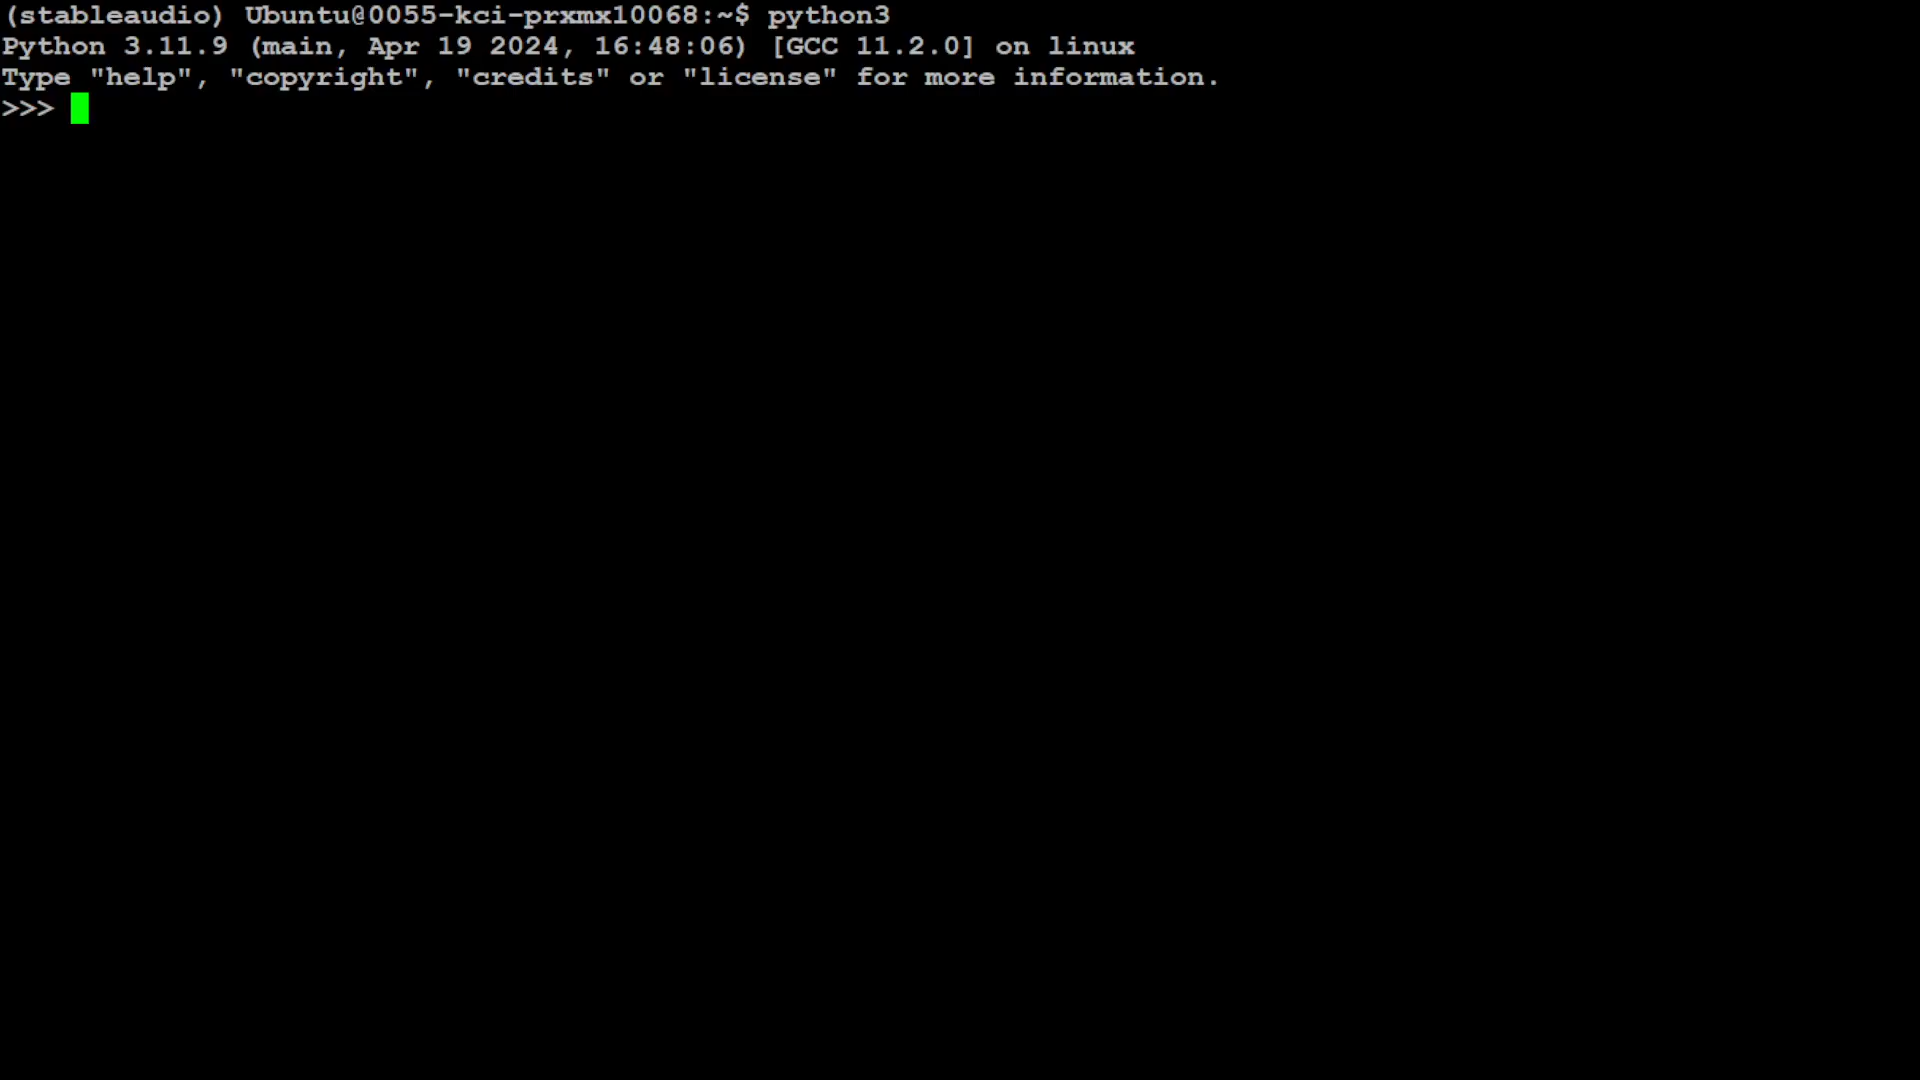 (stableaudio) Ubuntu@0055-kci-prxmx10068:~$ python3
Python 3.11.9 (main, Apr 19 2024, 16:48:06) [GCC 11.2.0] on linux
Type "help", "copyright", "credits" or "license" for more information.
>>>